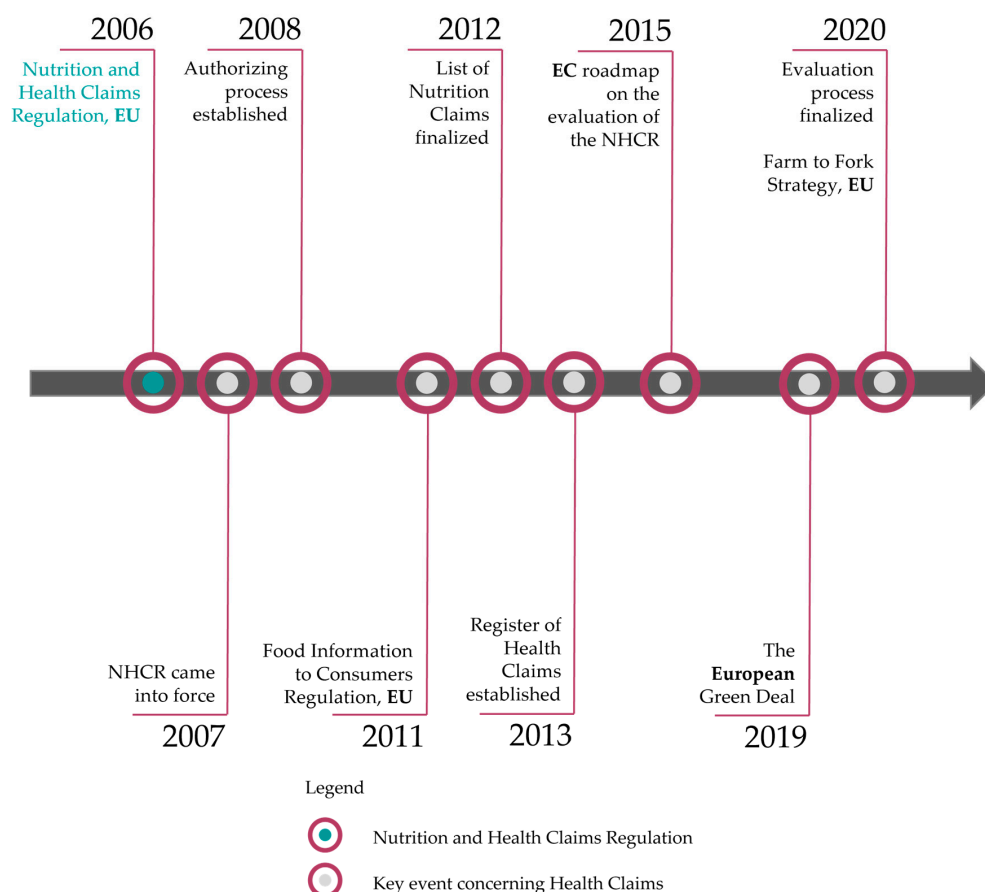 2006
Nutrition and
Health Claims
Regulation, EU
2008
Authorizing
process
established
2012
List of
Nutrition
Claims
finalized
2015
EC roadmap
on the
evaluation of
the NHCR
2020
Evaluation
process
finalized
Farm to Fork
Strategy, EU
NHCR came
into force
2007
Food Information
to Consumers
Regulation, EU
2011
Register of
Health
Claims
established
2013
The
European
Green Deal
2019
Legend
Nutrition and Health Claims Regulation
Key event concerning Health Claims